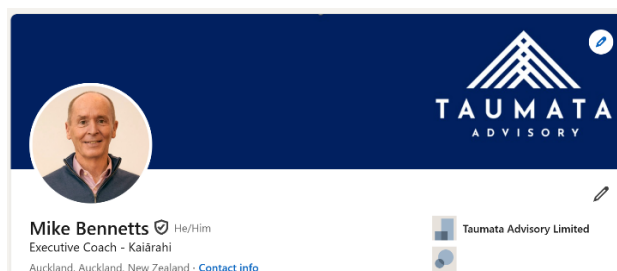 TAUMATA
ADVISORY
Mike Bennetts He/Him
Executive Coach - Kaiārahi
Auckland, Auckland, New Zealand · Contact info
Taumata Advisory Limited